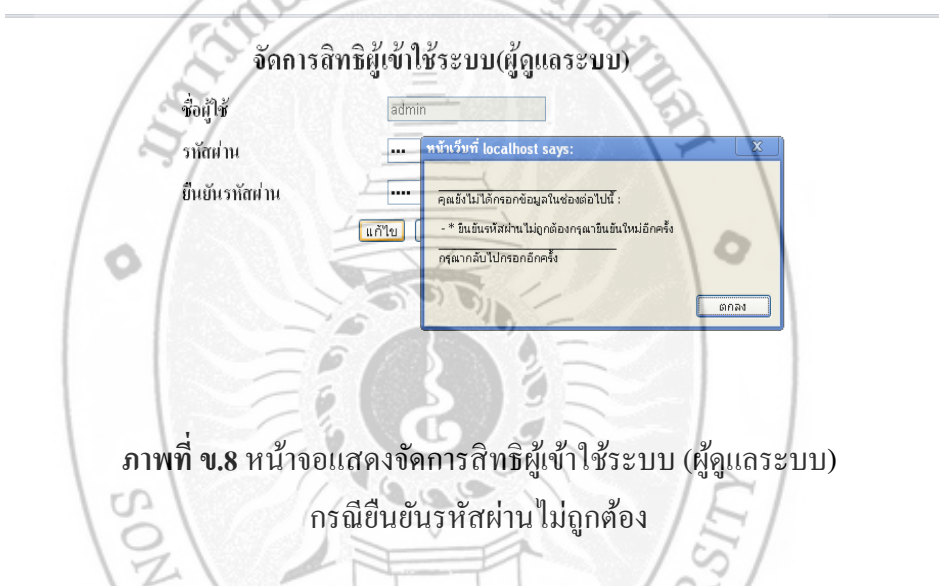 จัดการสิทธิผู้เข้าใช้ระบบ(ผู้ดูแลระบบ)
ชื่อผู้ใช้ admin
รหัสผ่าน •••
ยืนยันรหัสผ่าน ••••
แก้ไข
หน้าเว็บที่ localhost says: X
คุณยังไม่ได้กรอกข้อมูลในช่องต่อไปนี้ :
- * ยืนยันรหัสผ่านไม่ถูกต้องกรุณายืนยันใหม่อีกครั้ง
กรุณากลับไปกรอกอีกครั้ง
ตกลง
ภาพที่ ข.8 หน้าจอแสดงจัดการสิทธิผู้เข้าใช้ระบบ (ผู้ดูแลระบบ)
กรณียืนยันรหัสผ่านไม่ถูกต้อง